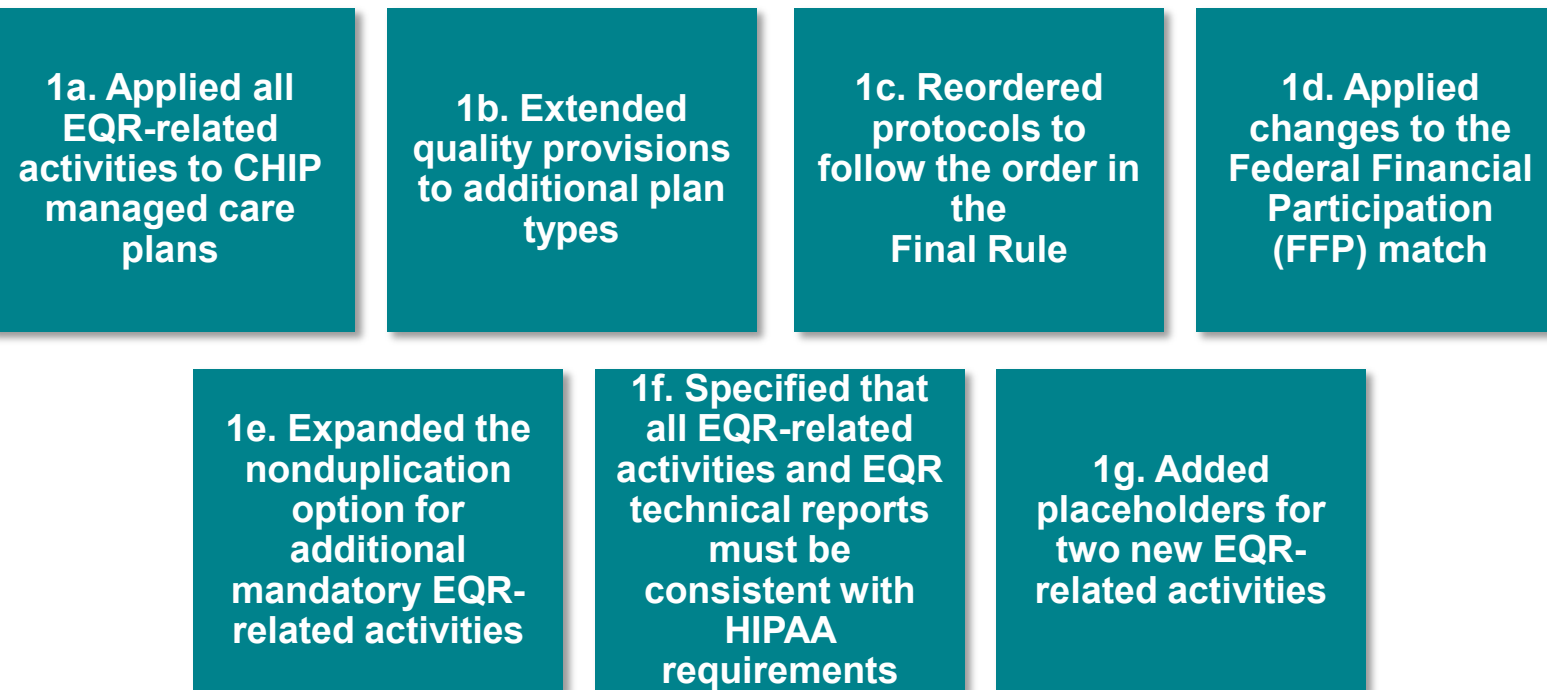 1a. Applied all
EQR-related
activities to CHIP
managed care
plans
1b. Extended
quality provisions
to additional plan
types
1c. Reordered
protocols to
follow the order in
the
Final Rule
1d. Applied
changes to the
Federal Financial
Participation
(FFP) match
1e. Expanded the
nonduplication
option for
additional
mandatory EQR-
related activities
1f. Specified that
all EQR-related
activities and EQR
technical reports
must be
consistent with
HIPAA
requirements
1g. Added
placeholders for
two new EQR-
related activities